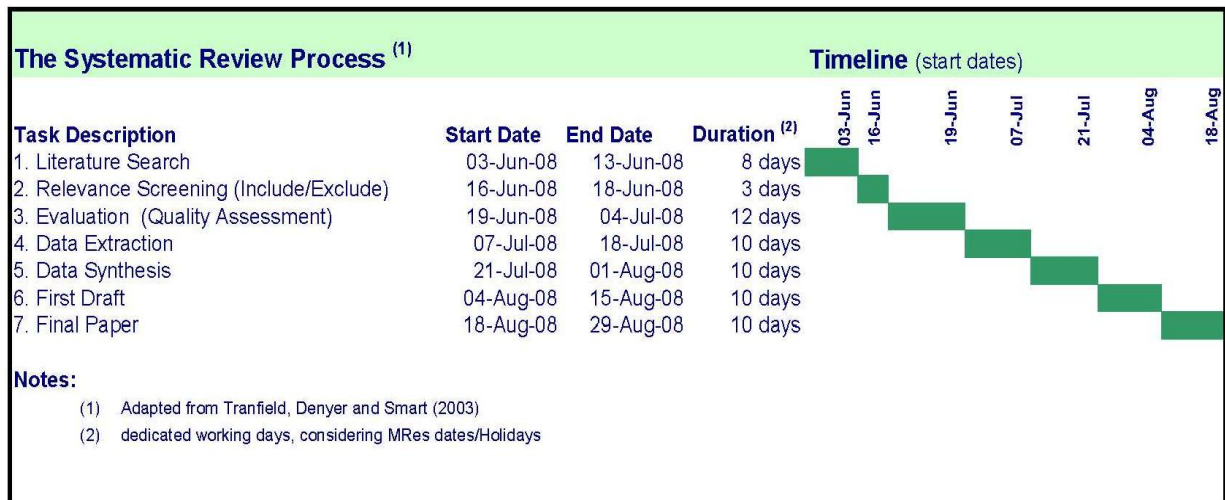 The Systematic Review Process (1) Timeline (start dates)
03-Jun 16-Jun 19-Jun 07-Jul 21-Jul 04-Aug 18-Aug
Task Description Start Date End Date Duration (2)
1. Literature Search 03-Jun-08 13-Jun-08 8 days
2. Relevance Screening (Include/Exclude) 16-Jun-08 18-Jun-08 3 days
3. Evaluation (Quality Assessment) 19-Jun-08 04-Jul-08 12 days
4. Data Extraction 07-Jul-08 18-Jul-08 10 days
5. Data Synthesis 21-Jul-08 01-Aug-08 10 days
6. First Draft 04-Aug-08 15-Aug-08 10 days
7. Final Paper 18-Aug-08 29-Aug-08 10 days
Notes:
(1) Adapted from Tranfield, Denyer and Smart (2003)
(2) dedicated working days, considering MRes dates/Holidays